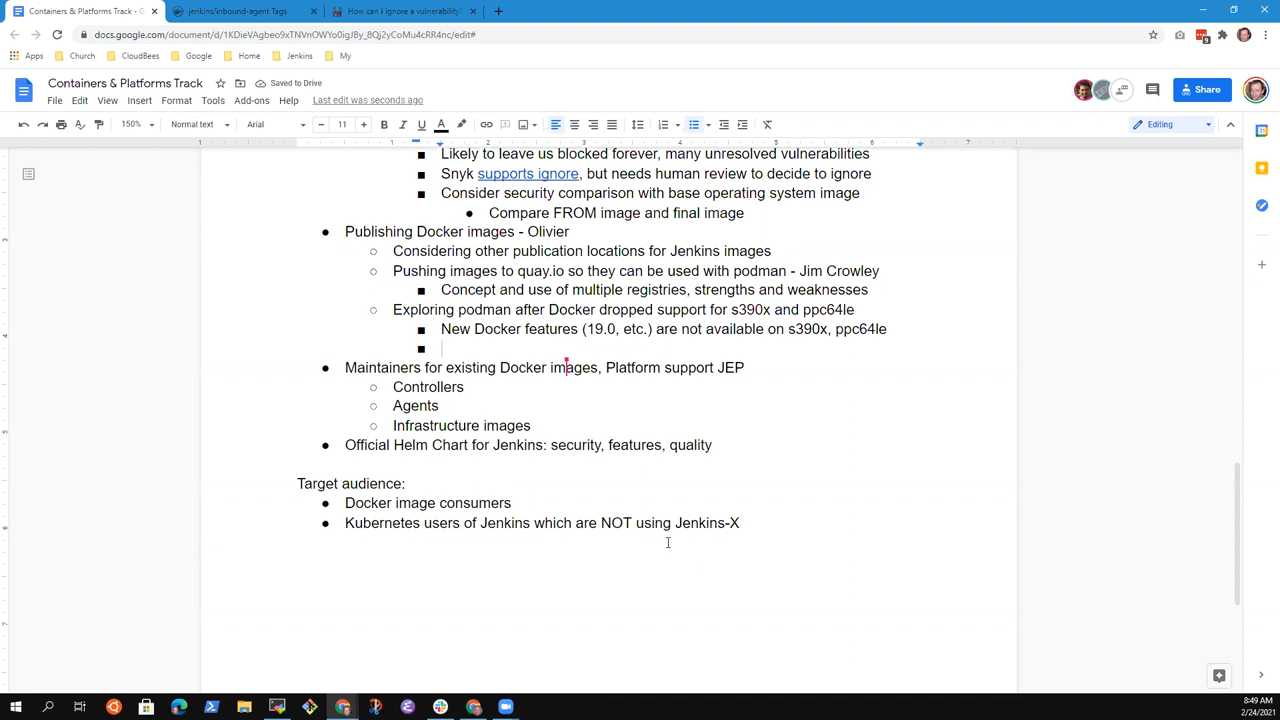 Containers & Platforms Track - G
jenkins/inbound-agent Tags
How can I ignore a vulnerability?
docs.google.com/document/d/1KDieVAgbeo9xTNVnOWYo0igJBy_8Qj2yCoMu4cRR4nc/edit#
9
Apps
Church
CloudBees
Google
Home
Jenkins
My
Containers & Platforms Track
Saved to Drive
File Edit View Insert Format Tools Add-ons Help Last edit was seconds ago
Share
150% Normal text Arial 11 B I U A Editing
1 1 2 3 4 5 6 7
Likely to leave us blocked forever, many unresolved vulnerabilities
Snyk supports ignore, but needs human review to decide to ignore
Consider security comparison with base operating system image
Compare FROM image and final image
Publishing Docker images - Olivier
Considering other publication locations for Jenkins images
Pushing images to quay.io so they can be used with podman - Jim Crowley
Concept and use of multiple registries, strengths and weaknesses
Exploring podman after Docker dropped support for s390x and ppc64le
New Docker features (19.0, etc.) are not available on s390x, ppc64le
Maintainers for existing Docker images, Platform support JEP
Controllers
Agents
Infrastructure images
Official Helm Chart for Jenkins: security, features, quality
Target audience:
Docker image consumers
Kubernetes users of Jenkins which are NOT using Jenkins-X
8:49 AM
2/24/2021